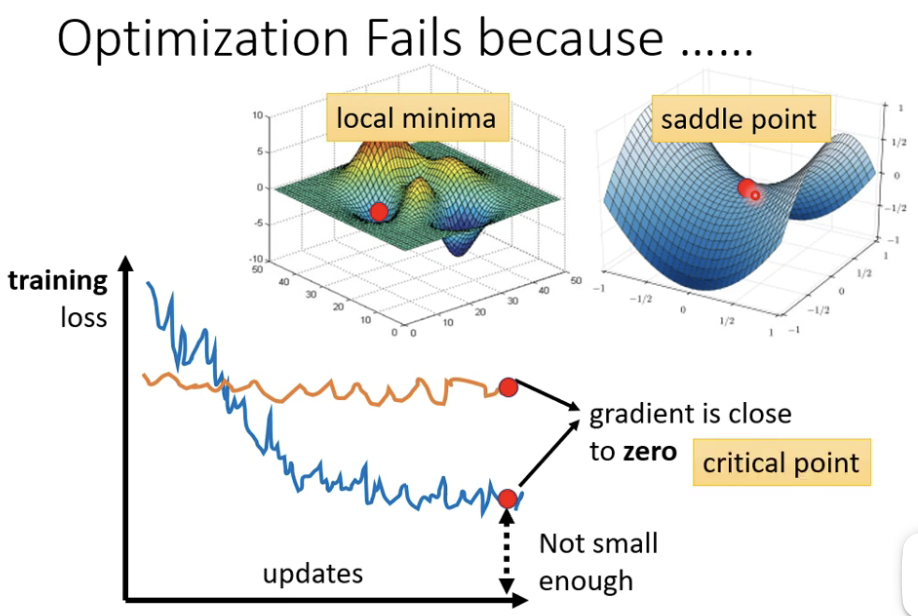 Optimization Fails because ......
local minima
saddle point
10
5
0
-5
-10
50
40
30
20
10
0
0
10
20
30
40
50
1
1/2
0
−1/2
−1
−1
−1/2
0
1/2
1
−1
−1/2
0
1/2
1
training
loss
gradient is close
to zero
critical point
Not small
enough
updates